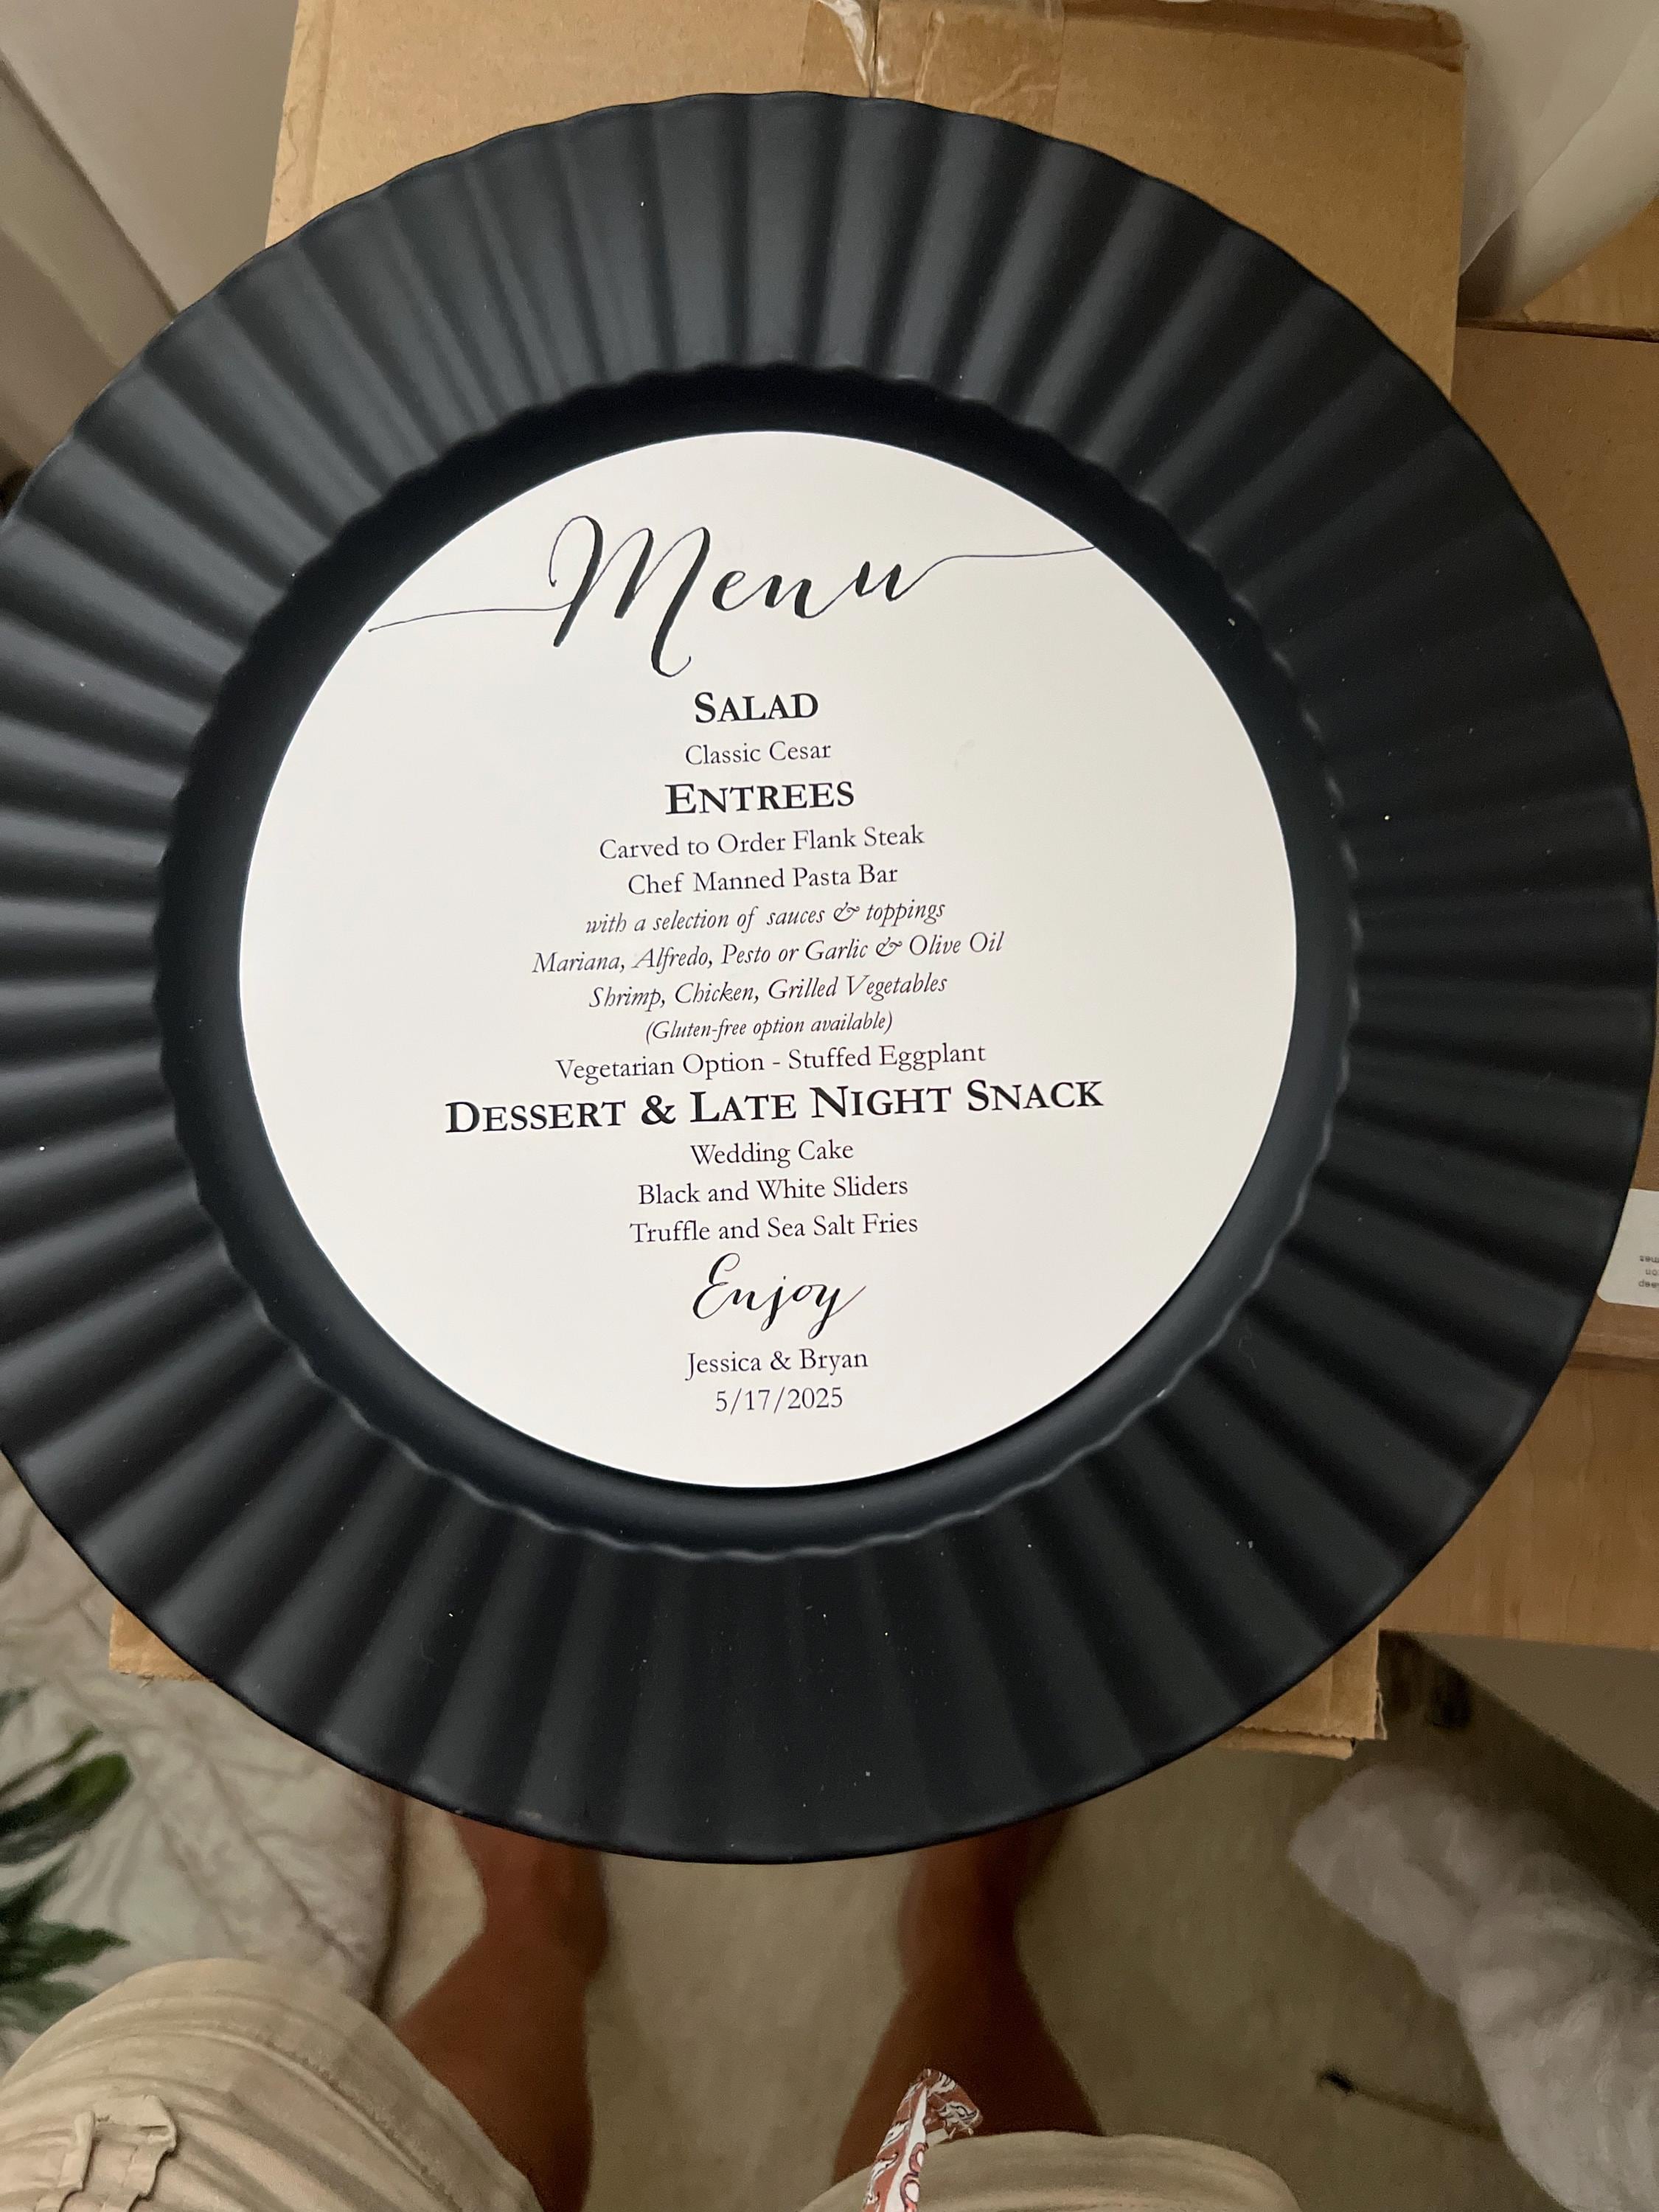 Menu
SALAD
Classic Cesar
ENTREES
Carved to Order Flank Steak
Chef Manned Pasta Bar
with a selection of sauces & toppings
Mariana, Alfredo, Pesto or Garlic & Olive Oil
Shrimp, Chicken, Grilled Vegetables
(Gluten-free option available)
Vegetarian Option - Stuffed Eggplant
DESSERT & LATE NIGHT SNACK
Wedding Cake
Black and White Sliders
Truffle and Sea Salt Fries
Enjoy
Jessica & Bryan
5/17/2025